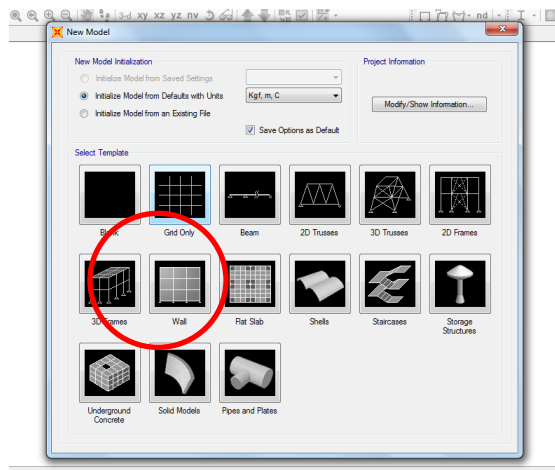 3-d xy xz yz nv
nd
New Model
New Model Initialization
Project Information
Initialize Model from Saved Settings
Initialize Model from Defaults with Units
Kgf, m, C
Modify/Show Information...
Initialize Model from an Existing File
Save Options as Default
Select Template
Blank
Grid Only
Beam
2D Trusses
3D Trusses
2D Frames
3D Frames
Wall
Flat Slab
Shells
Staircases
Storage
Structures
Underground
Concrete
Solid Models
Pipes and Plates